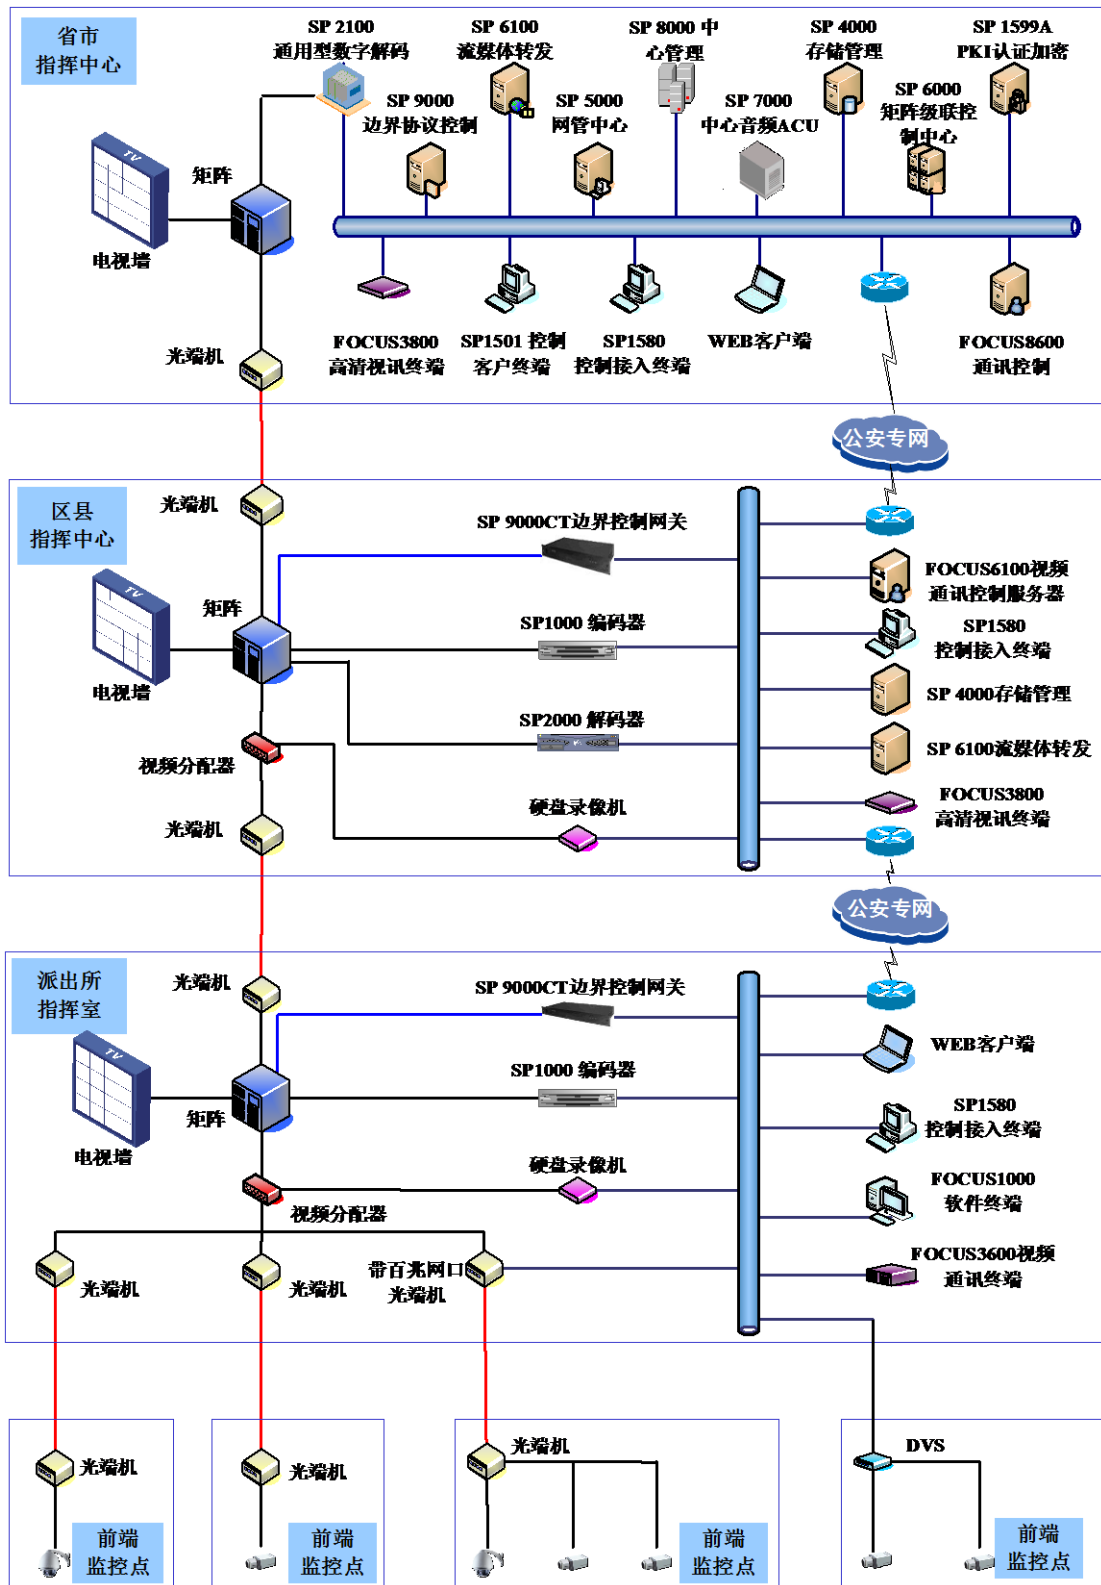 省市
指挥中心
SP 2100
通用型数字解码
SP 6100
流媒体转发
SP 8000 中
心管理
SP 4000
存储管理
SP 1599A
PKI认证加密
SP 9000
边界协议控制
SP 5000
网管中心
SP 7000
中心音频ACU
SP 6000
矩阵级联控
制中心
TV
矩阵
电视墙
FOCUS3800
高清视讯终端
SP1501 控制
客户终端
SP1580
控制接入终端
WEB客户端
FOCUS8600
通讯控制
光端机
公安专网
区县
指挥中心
光端机
SP 9000CT边界控制网关
FOCUS6100视频
通讯控制服务器
TV
矩阵
电视墙
SP1000 编码器
SP1580
控制接入终端
SP 4000存储管理
SP2000 解码器
SP 6100流媒体转发
视频分配器
FOCUS3800
高清视讯终端
硬盘录像机
光端机
公安专网
派出所
指挥室
光端机
SP 9000CT边界控制网关
WEB客户端
TV
矩阵
电视墙
SP1000 编码器
SP1580
控制接入终端
硬盘录像机
FOCUS1000
软件终端
视频分配器
FOCUS3600视频
通讯终端
光端机
光端机
带百兆网口
光端机
光端机
光端机
光端机
DVS
前端
监控点
前端
监控点
前端
监控点
前端
监控点